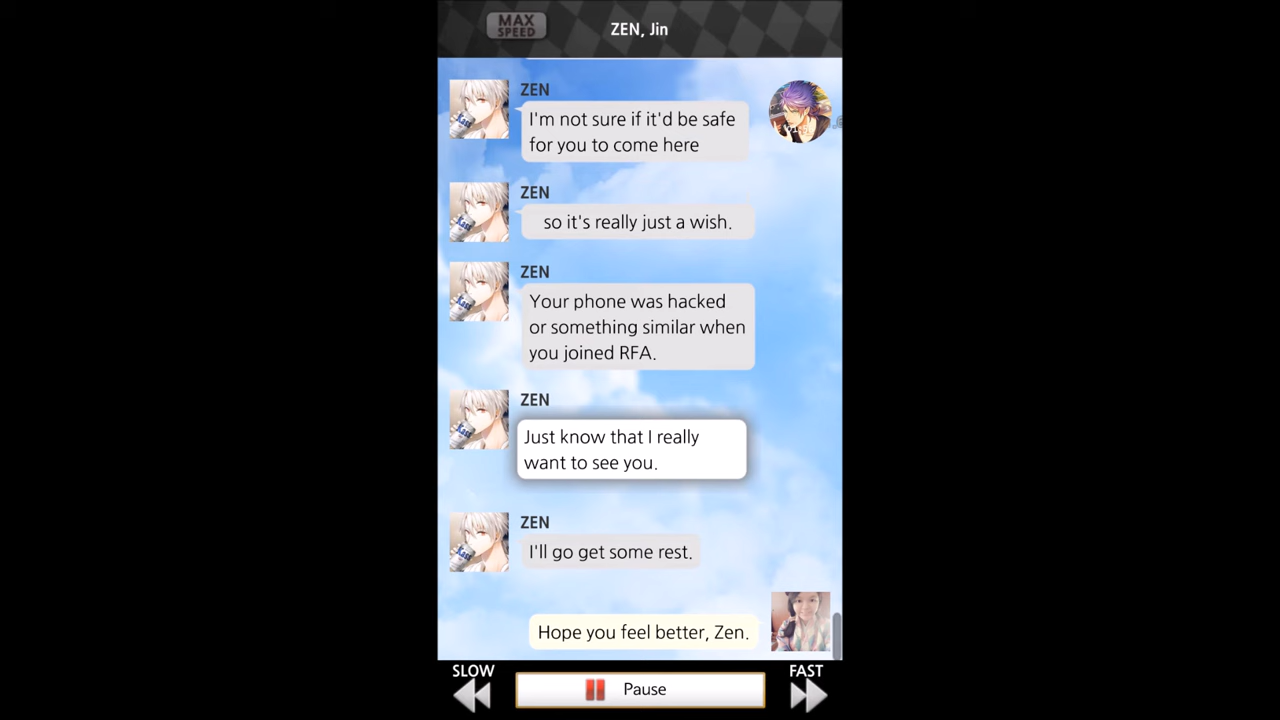 MAX
SPEED
ZEN, Jin
ZEN
I'm not sure if it'd be safe
for you to come here
ZEN
so it's really just a wish.
ZEN
Your phone was hacked
or something similar when
you joined RFA.
ZEN
Just know that I really
want to see you.
ZEN
I'll go get some rest.
Hope you feel better, Zen.
SLOW
Pause
FAST